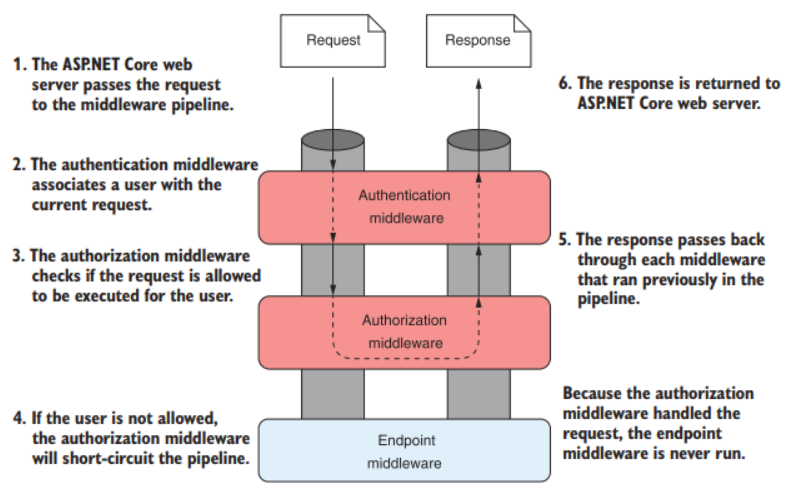 Request
Response
1. The ASP.NET Core web
server passes the request
to the middleware pipeline.
6. The response is returned to
ASP.NET Core web server.
2. The authentication middleware
associates a user with the
current request.
Authentication
middleware
3. The authorization middleware
checks if the request is allowed
to be executed for the user.
5. The response passes back
through each middleware
that ran previously in the
pipeline.
Authorization
middleware
4. If the user is not allowed,
the authorization middleware
will short-circuit the pipeline.
Endpoint
middleware
Because the authorization
middleware handled the
request, the endpoint
middleware is never run.